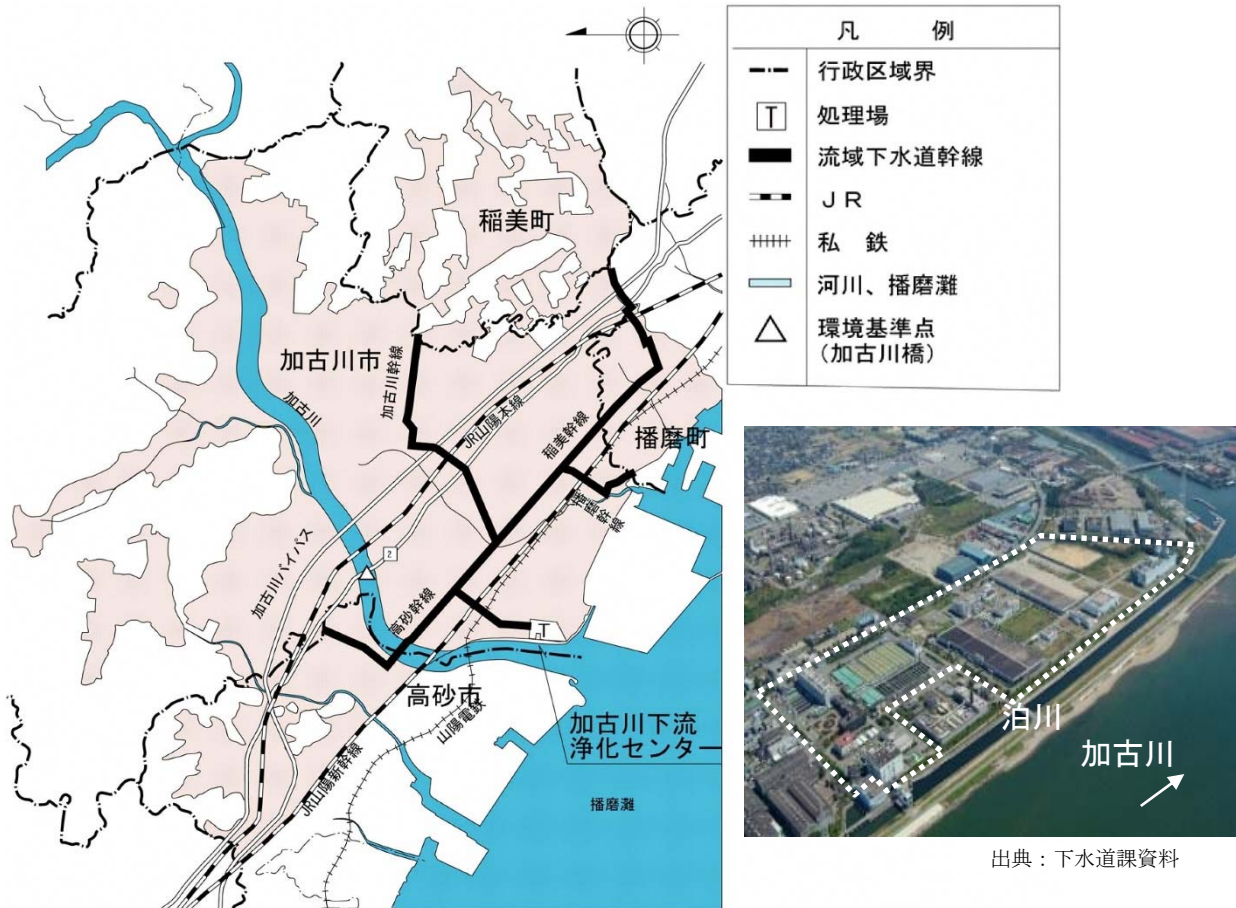 凡 例
行政区域界
T
処理場
流域下水道幹線
JR
私 鉄
河川、播磨灘
環境基準点
(加古川橋)
稲美町
加古川市
加古川
加古川幹線
JR山陽本線
稲美幹線
播磨町
播磨幹線
2
加古川バイパス
高砂幹線
T
高砂市
山陽電鉄
加古川下流
浄化センター
JR山陽新幹線
播磨灘
泊川
加古川
出典:下水道課資料